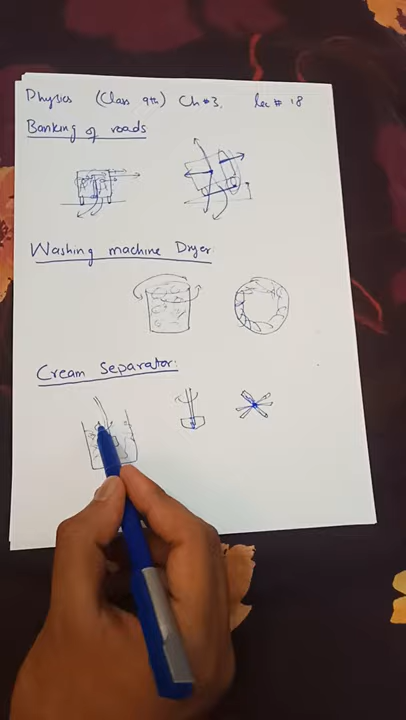 Physics (Class 9th) Ch # 3, lec # 18
Banking of roads
Washing machine Dryer
Cream Separator: